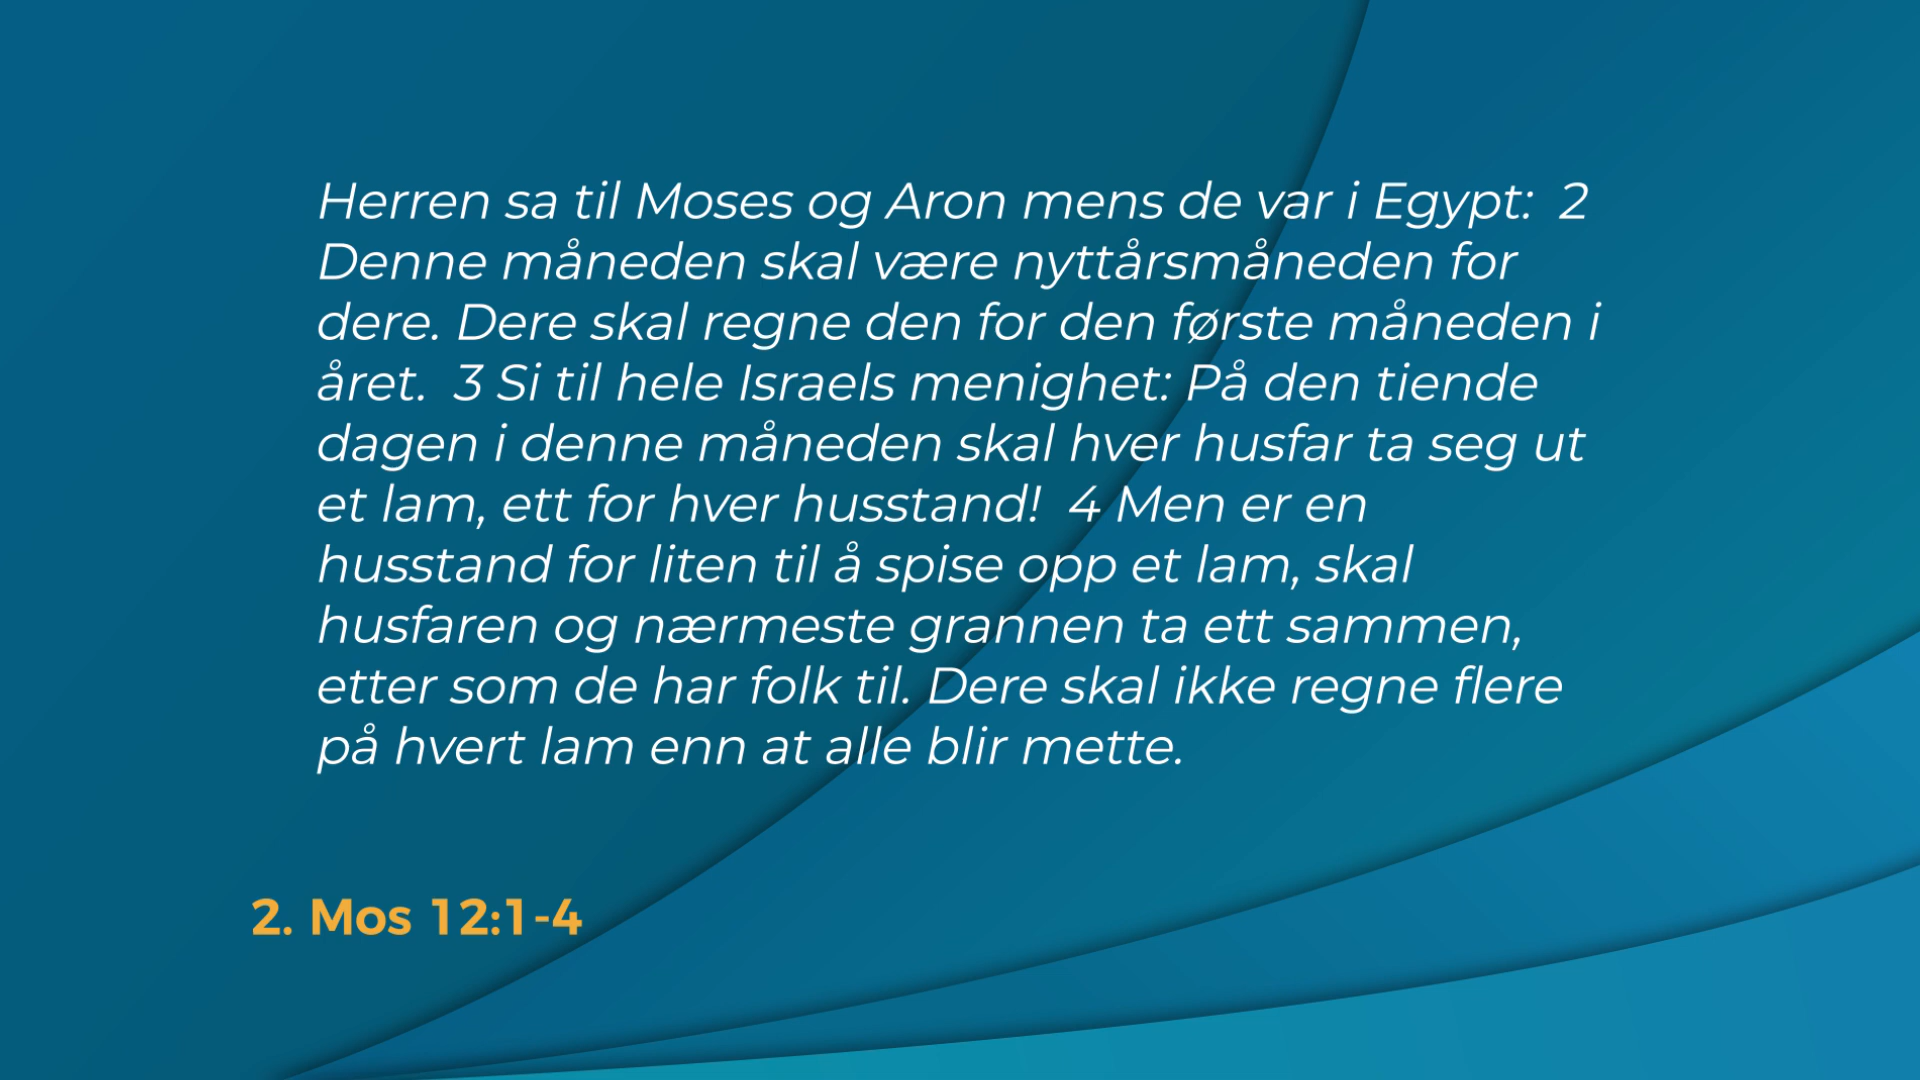 Herren sa til Moses og Aron mens de var i Egypt:  2
Denne måneden skal være nyttårsmåneden for
dere. Dere skal regne den for den første måneden i
året.  3 Si til hele Israels menighet: På den tiende
dagen i denne måneden skal hver husfar ta seg ut
et lam, ett for hver husstand!  4 Men er en
husstand for liten til å spise opp et lam, skal
husfaren og nærmeste grannen ta ett sammen,
etter som de har folk til. Dere skal ikke regne flere
på hvert lam enn at alle blir mette.
2. Mos 12:1-4